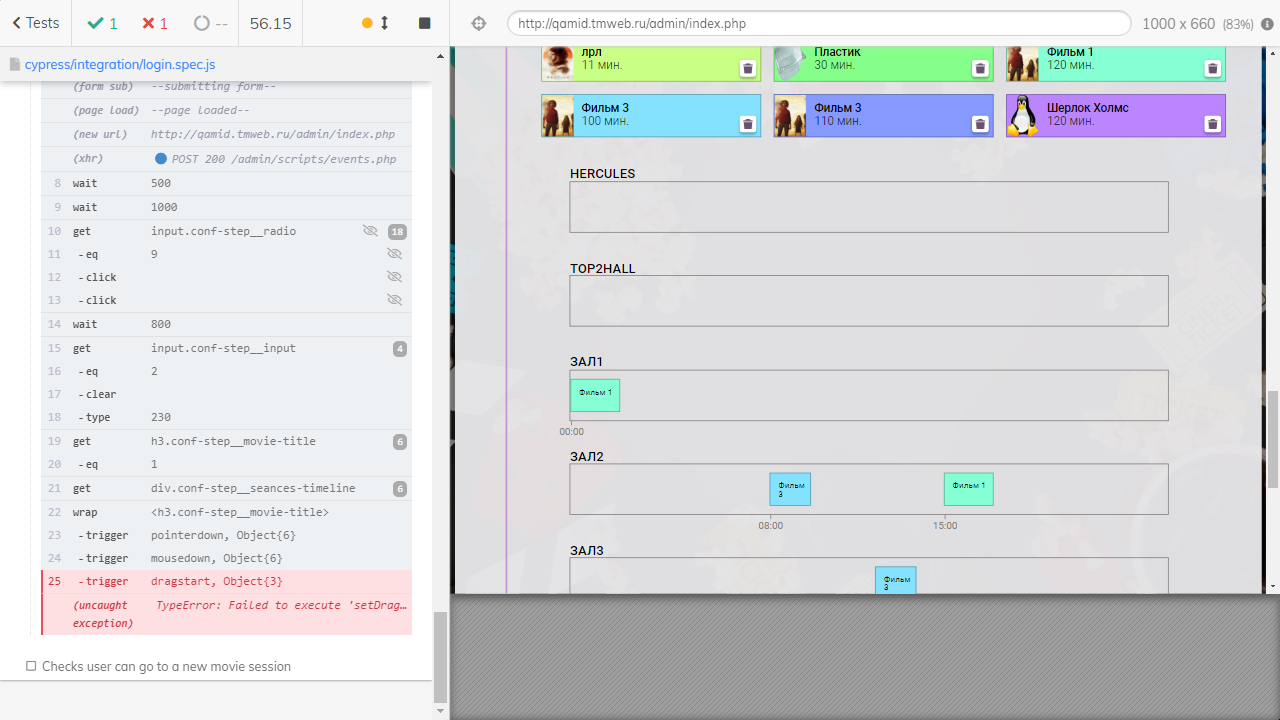 Tests
1
1
--
56.15
http://qamid.tmweb.ru/admin/index.php
1000 x 660 (83%)
cypress/integration/login.spec.js
(form sub) --submitting form--
(page load) --page loaded--
(new url) http://qamid.tmweb.ru/admin/index.php
(xhr) POST 200 /admin/scripts/events.php
8 wait 500
9 wait 1000
10 get input.conf-step__radio 18
11 - eq 9
12 - click
13 - click
14 wait 800
15 get input.conf-step__input 4
16 - eq 2
17 - clear
18 - type 230
19 get h3.conf-step__movie-title 6
20 - eq 1
21 get div.conf-step__seances-timeline 6
22 wrap <h3.conf-step__movie-title>
23 - trigger pointerdown, Object{6}
24 - trigger mousedown, Object{6}
25 - trigger dragstart, Object{3}
(uncaught exception) TypeError: Failed to execute 'setDrag…
Checks user can go to a new movie session
лрл
11 мин.
Пластик
30 мин.
Фильм 1
120 мин.
Фильм 3
100 мин.
Фильм 3
110 мин.
Шерлок Холмс
120 мин.
HERCULES
TOP2HALL
ЗАЛ1
Фильм 1
00:00
ЗАЛ2
Фильм
3
Фильм 1
08:00
15:00
ЗАЛ3
Фильм
3